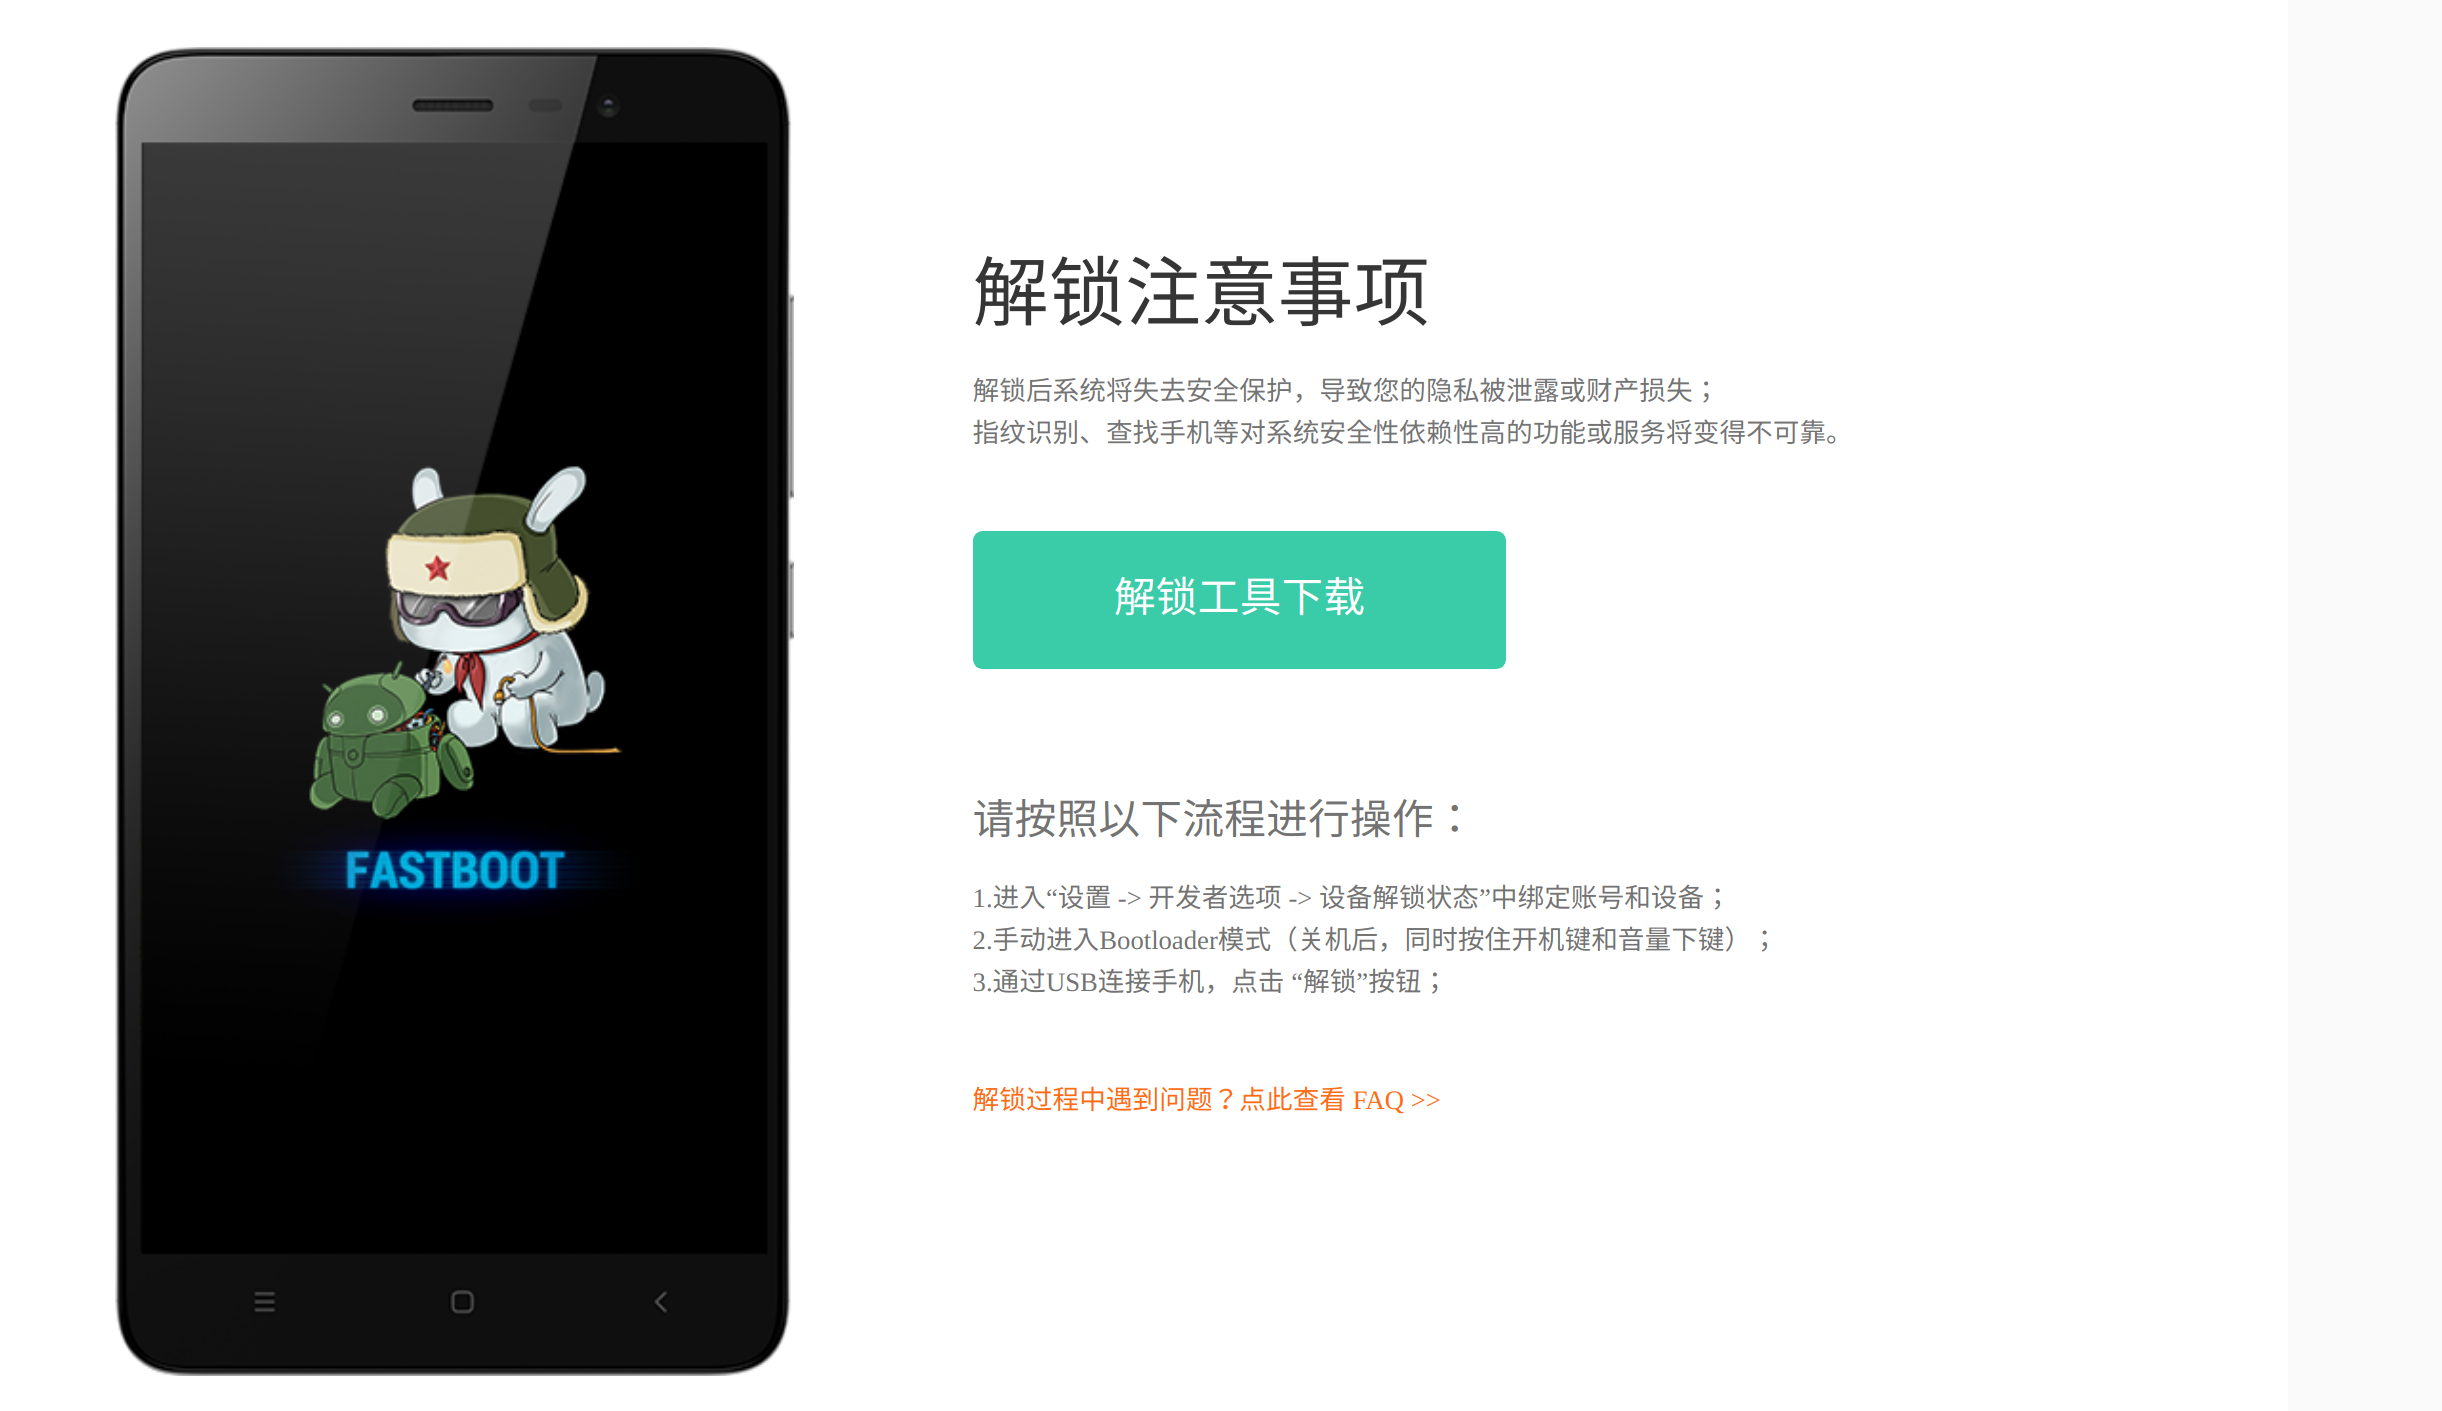 解锁注意事项
解锁后系统将失去安全保护，导致您的隐私被泄露或财产损失；
指纹识别、查找手机等对系统安全性依赖性高的功能或服务将变得不可靠。
解锁工具下载
FASTBOOT
请按照以下流程进行操作：
1.进入“设置 -> 开发者选项 -> 设备解锁状态”中绑定账号和设备；
2.手动进入Bootloader模式（关机后，同时按住开机键和音量下键）；
3.通过USB连接手机，点击 “解锁”按钮；
解锁过程中遇到问题？点此查看 FAQ >>